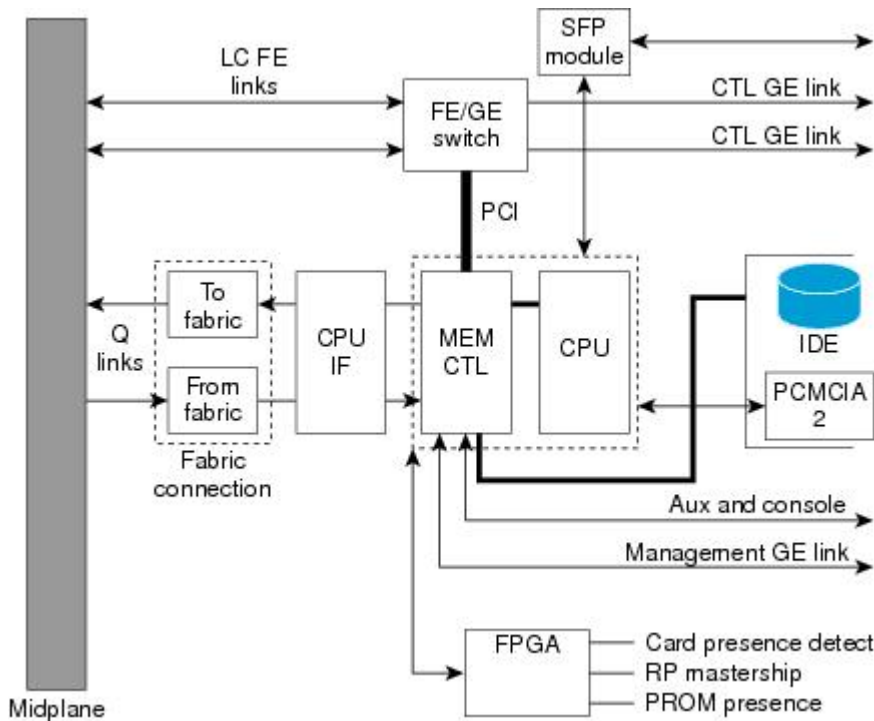 SFP
module
LC FE
links
FE/GE
switch
CTL GE link
CTL GE link
PCI
To
fabric
Q
links
From
fabric
Fabric
connection
CPU
IF
MEM
CTL
CPU
IDE
PCMCIA
2
Aux and console
Management GE link
FPGA
Card presence detect
RP mastership
PROM presence
Midplane